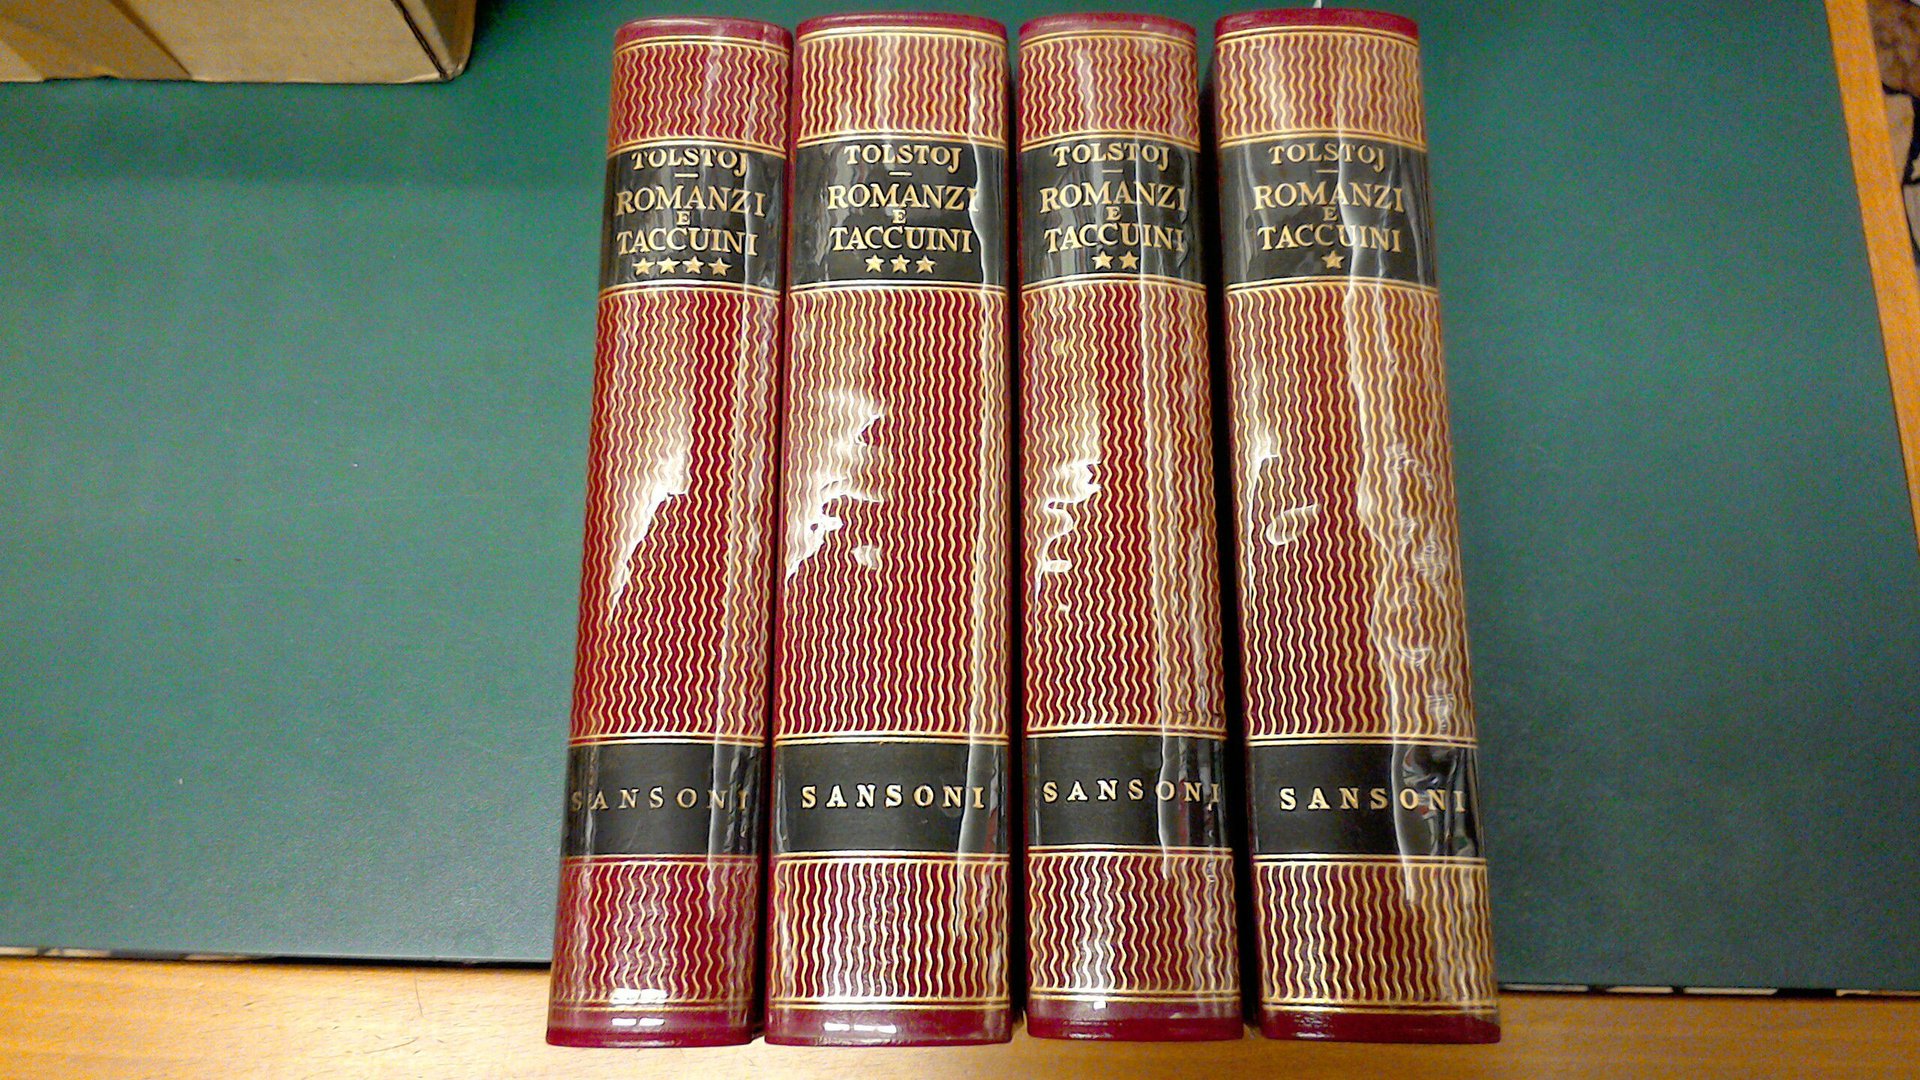 TOLSTOJ
ROMANZI
E
TACCUINI
★★★★
SANSONI
TOLSTOJ
ROMANZI
E
TACCUINI
★★★
SANSONI
TOLSTOJ
ROMANZI
E
TACCUINI
★★
SANSONI
TOLSTOJ
ROMANZI
E
TACCUINI
★
SANSONI